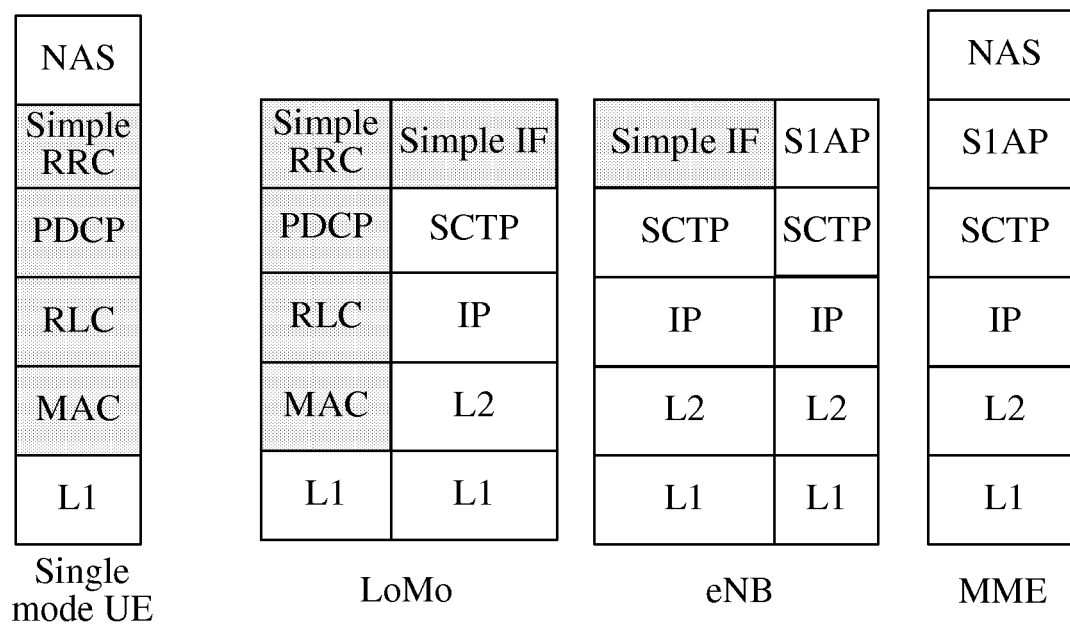 NAS
Simple
RRC
PDCP
RLC
MAC
L1
Single
mode UE
Simple
RRC
Simple IF
PDCP
SCTP
RLC
IP
MAC
L2
L1
L1
LoMo
Simple IF
S1AP
SCTP
SCTP
IP
IP
L2
L2
L1
L1
eNB
NAS
S1AP
SCTP
IP
L2
L1
MME